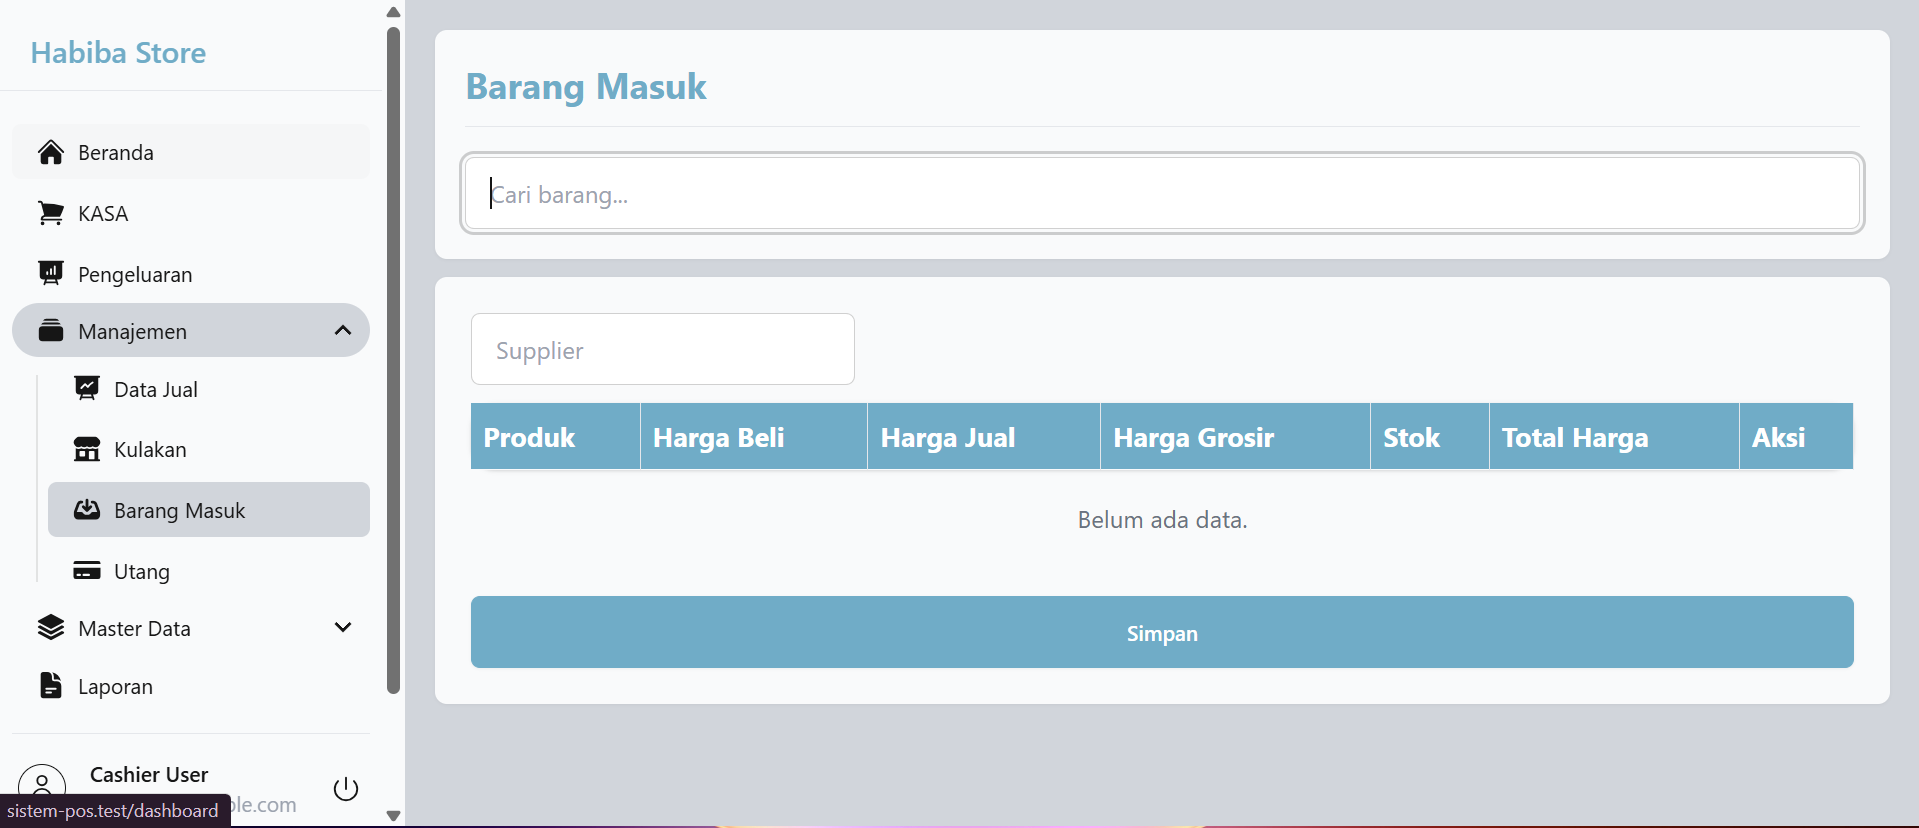 Habiba Store
Beranda
KASA
Pengeluaran
Manajemen
Data Jual
Kulakan
Barang Masuk
Utang
Master Data
Laporan
Cashier User
ple.com
sistem-pos.test/dashboard
Barang Masuk
Cari barang...
Supplier
Produk Harga Beli Harga Jual Harga Grosir Stok Total Harga Aksi
Belum ada data.
Simpan